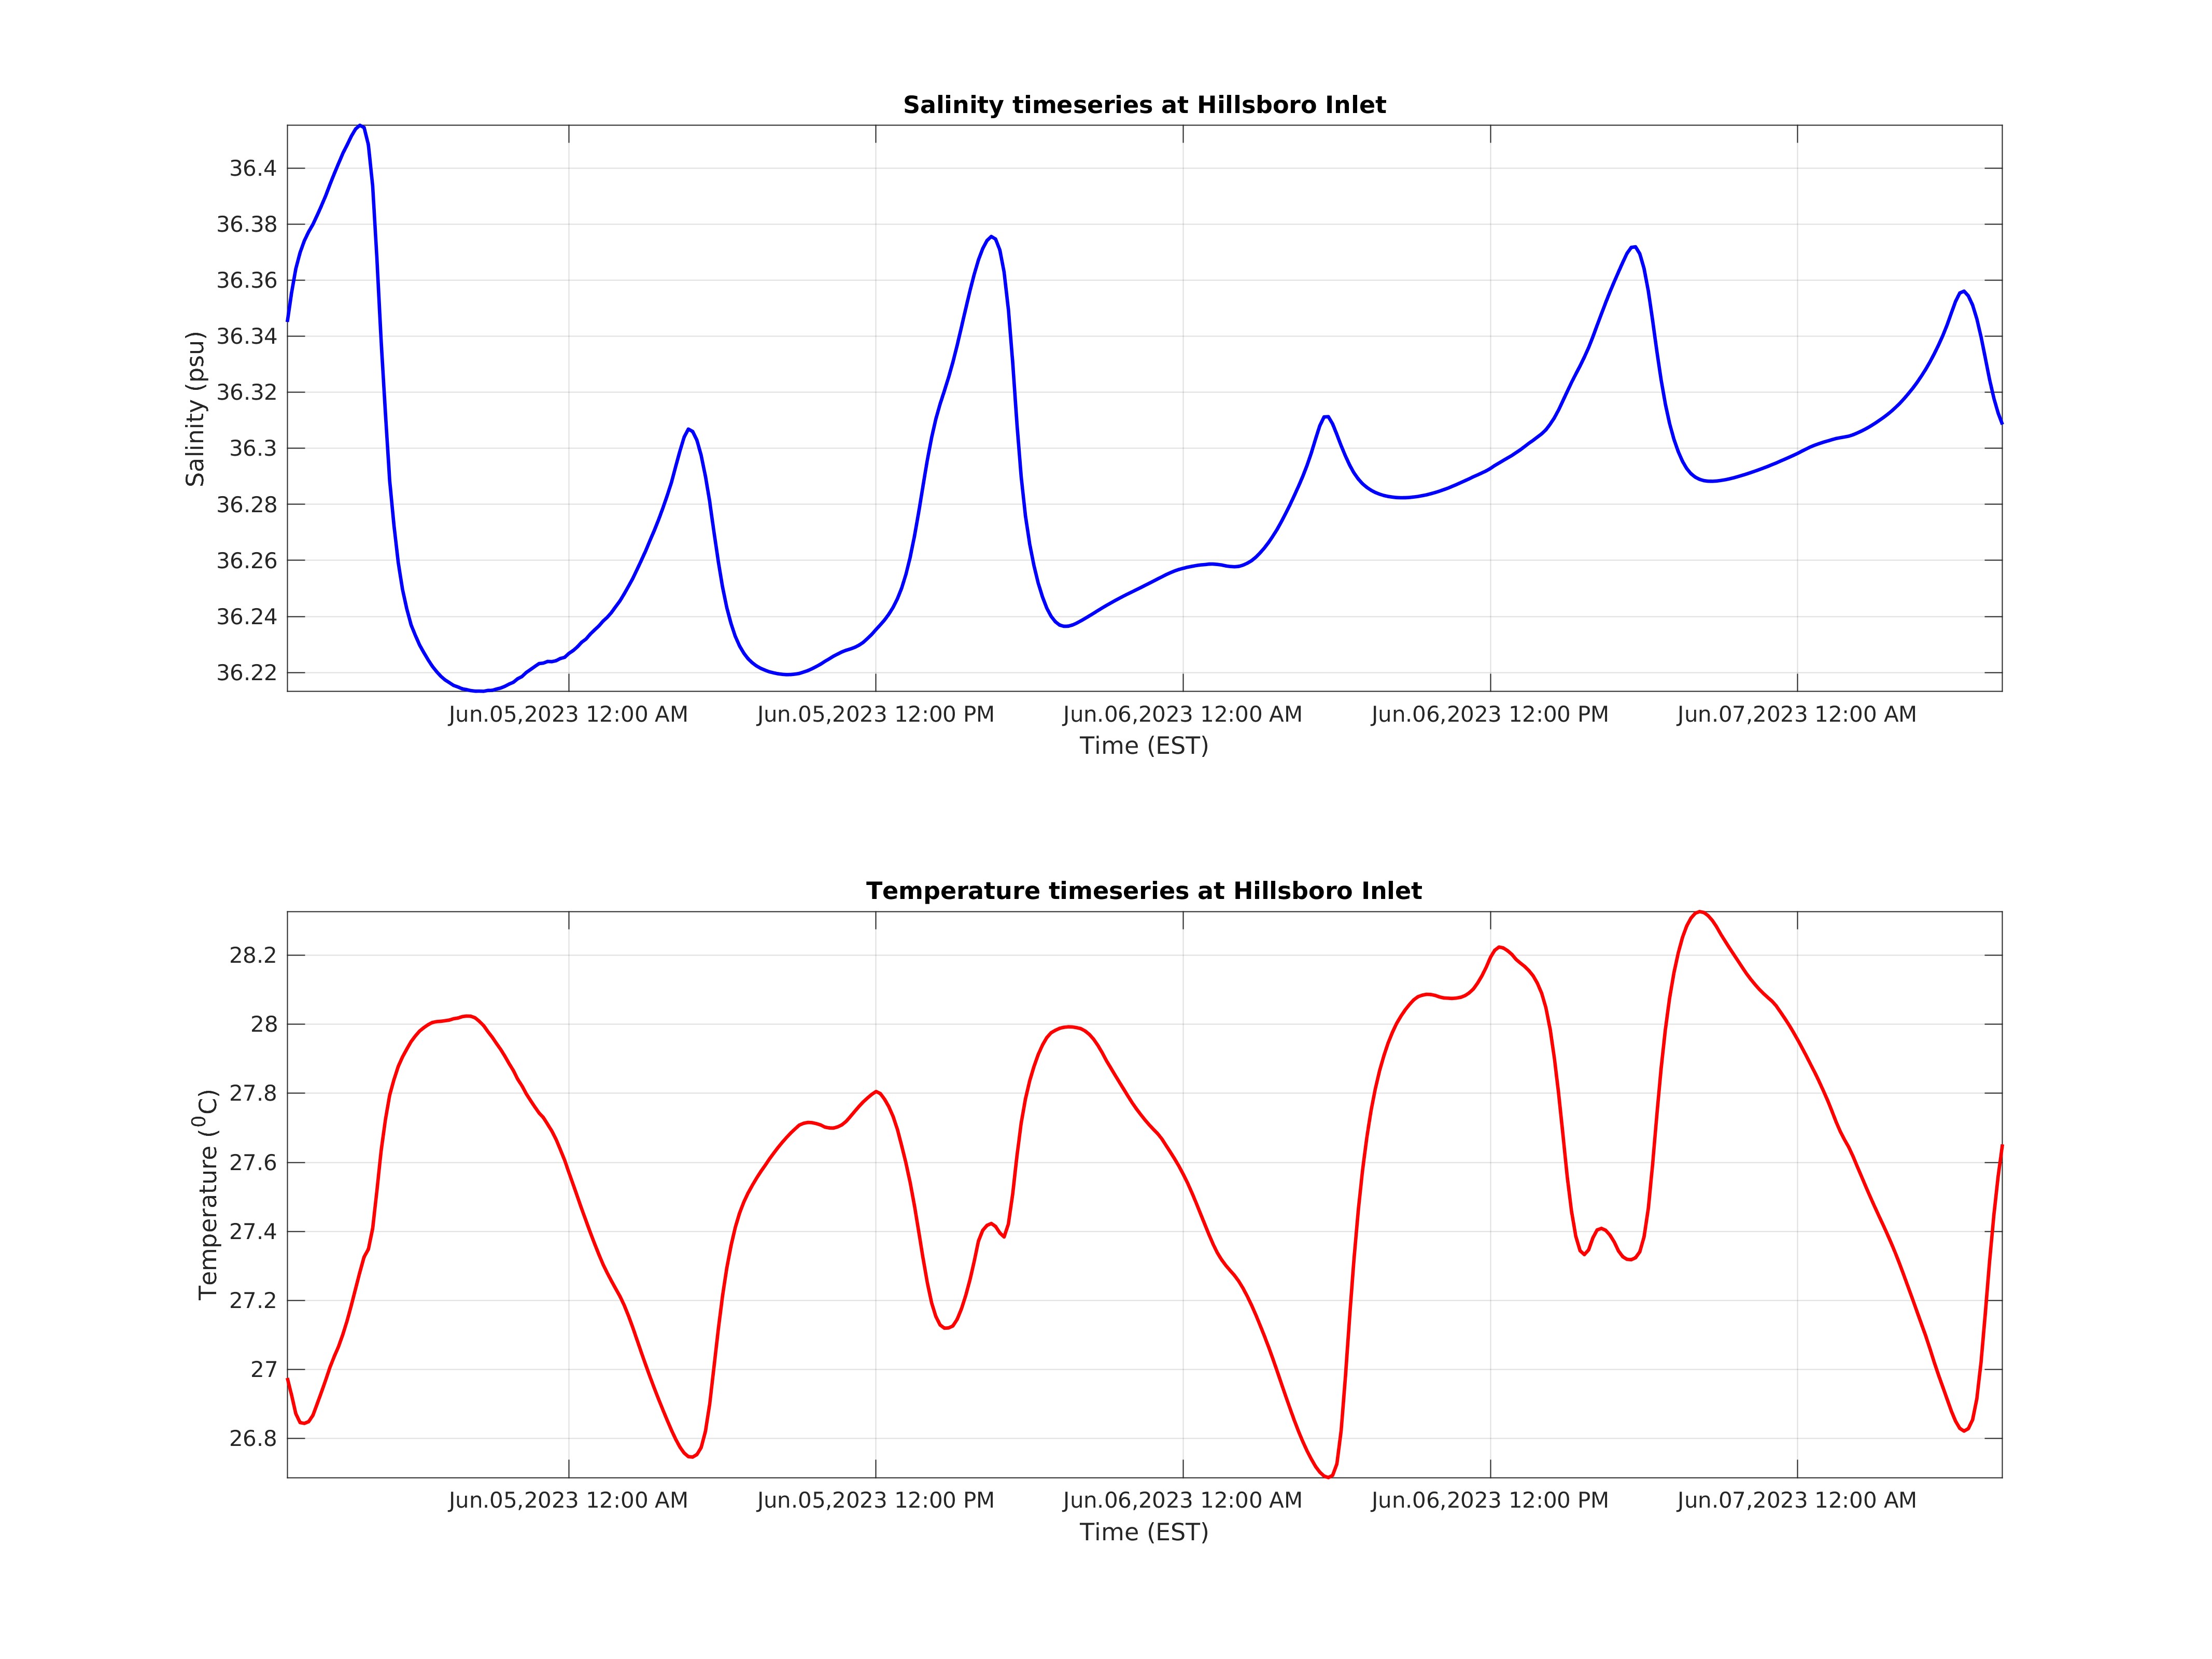 Salinity timeseries at Hillsboro Inlet
36.4
36.38
36.36
36.34
36.32
36.3
36.28
36.26
36.24
36.22
Salinity (psu)
Jun.05,2023 12:00 AM Jun.05,2023 12:00 PM Jun.06,2023 12:00 AM Jun.06,2023 12:00 PM Jun.07,2023 12:00 AM
Time (EST)
Temperature timeseries at Hillsboro Inlet
28.2
28
27.8
27.6
27.4
27.2
27
26.8
Temperature (⁰C)
Jun.05,2023 12:00 AM Jun.05,2023 12:00 PM Jun.06,2023 12:00 AM Jun.06,2023 12:00 PM Jun.07,2023 12:00 AM
Time (EST)